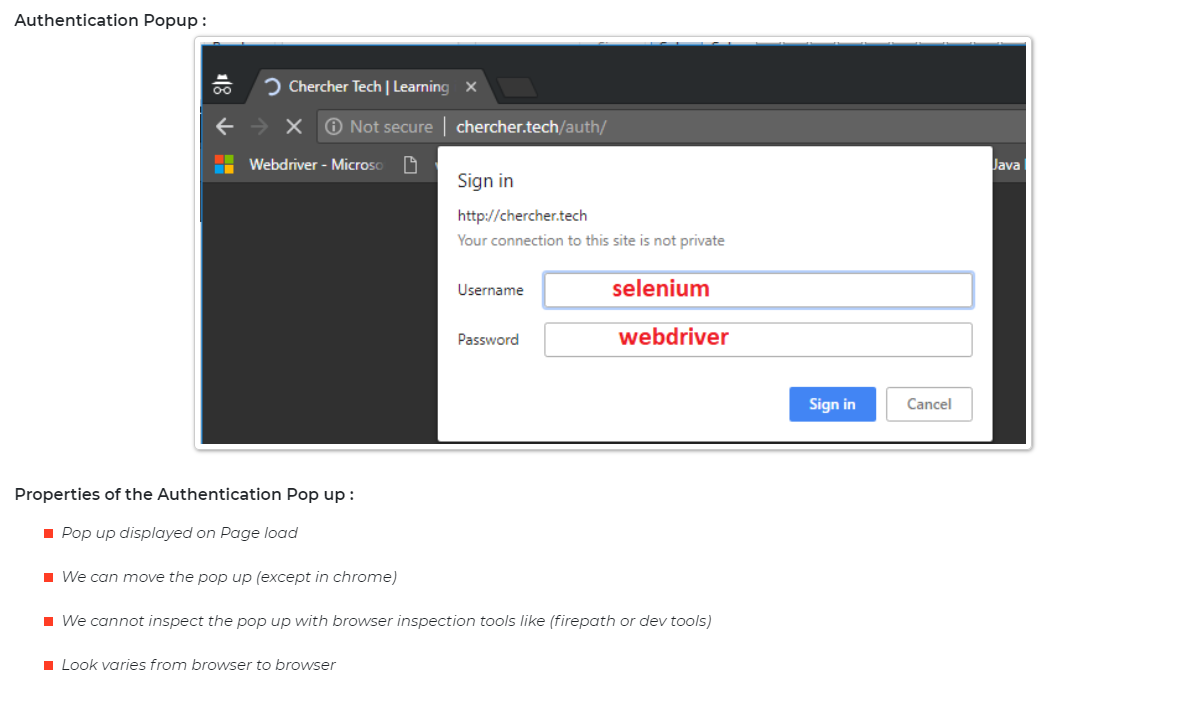 Authentication Popup :
Chercher Tech | Learning
Not secure | chercher.tech/auth/
Webdriver - Microso
Java
Sign in
http://chercher.tech
Your connection to this site is not private
Username selenium
Password webdriver
Sign in Cancel
Properties of the Authentication Pop up :
Pop up displayed on Page load
We can move the pop up (except in chrome)
We cannot inspect the pop up with browser inspection tools like (firepath or dev tools)
Look varies from browser to browser